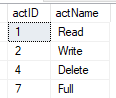 actID actName
1 Read
2 Write
4 Delete
7 Full